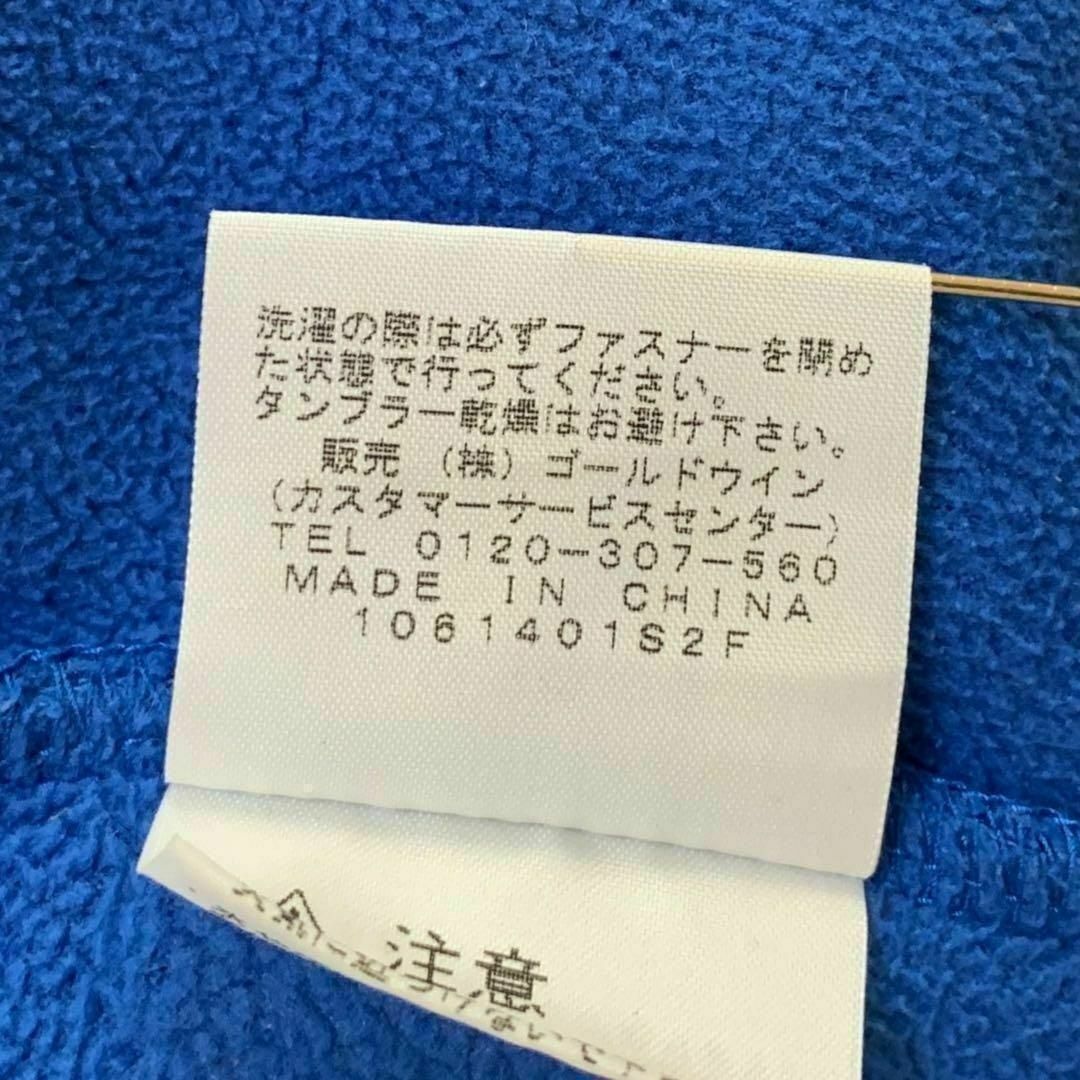 洗濯の際は必ずファスナーを閉め
た状態で行ってください。
タンブラー乾燥はお避け下さい。
販売 (株) ゴールドウイン
(カスタマーサービスセンター)
TEL 0120-307-560
MADE IN CHINA
1061401S2F
注意